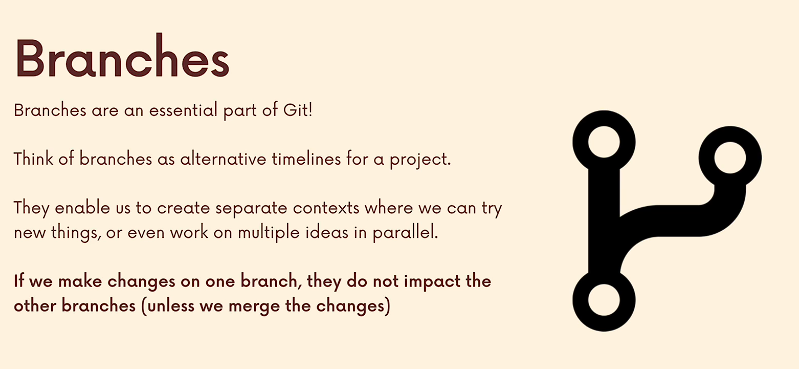 Branches
Branches are an essential part of Git!
Think of branches as alternative timelines for a project.
They enable us to create separate contexts where we can try
new things, or even work on multiple ideas in parallel.
If we make changes on one branch, they do not impact the
other branches (unless we merge the changes)